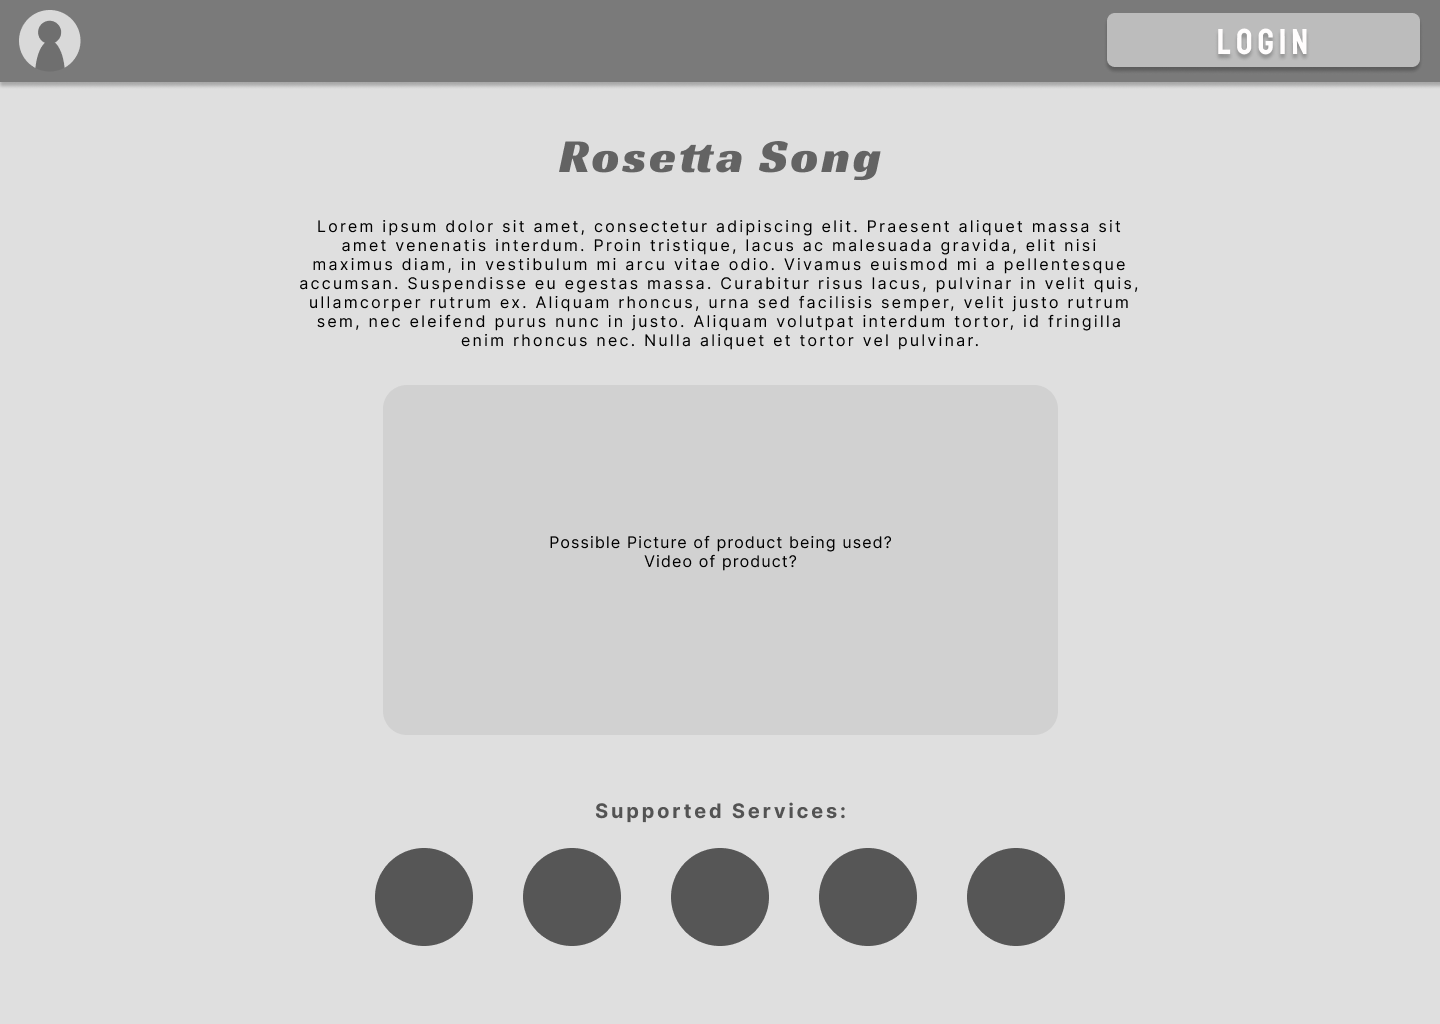 LOGIN
Rosetta Song
Lorem ipsum dolor sit amet, consectetur adipiscing elit. Praesent aliquet massa sit
amet venenatis interdum. Proin tristique, lacus ac malesuada gravida, elit nisi
maximus diam, in vestibulum mi arcu vitae odio. Vivamus euismod mi a pellentesque
accumsan. Suspendisse eu egestas massa. Curabitur risus lacus, pulvinar in velit quis,
ullamcorper rutrum ex. Aliquam rhoncus, urna sed facilisis semper, velit justo rutrum
sem, nec eleifend purus nunc in justo. Aliquam volutpat interdum tortor, id fringilla
enim rhoncus nec. Nulla aliquet et tortor vel pulvinar.
Possible Picture of product being used?
Video of product?
Supported Services: